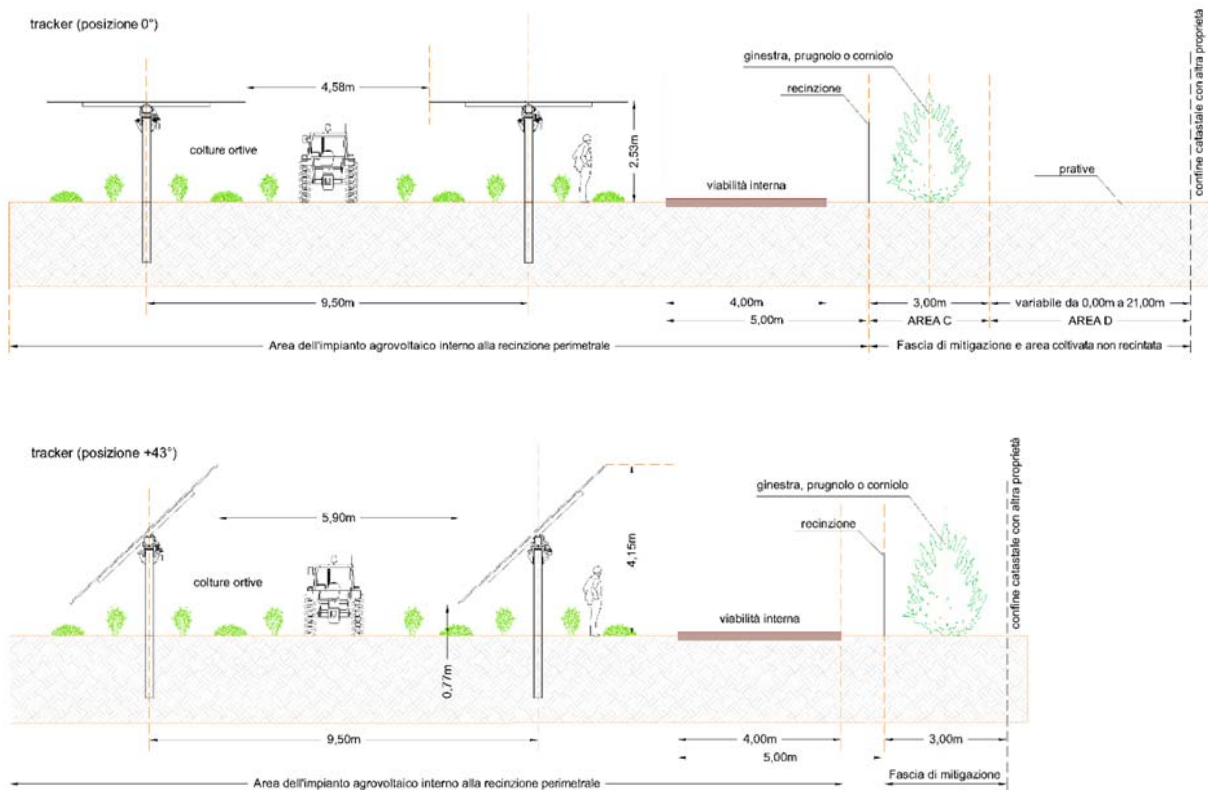 tracker (posizione 0°)
ginestra, prugnolo o corniolo
confine catastale con altra proprietà
recinzione
4,58m
2,53m
colture ortive
viabilità interna
prative
9,50m
4,00m
3,00m
variabile da 0,00m a 21,00m
5,00m
AREA C
AREA D
Area dell'impianto agrovoltaico interno alla recinzione perimetrale
Fascia di mitigazione e area coltivata non recintata
tracker (posizione +43°)
ginestra, prugnolo o corniolo
confine catastale con altra proprietà
recinzione
5,90m
4,15m
colture ortive
viabilità interna
0,77m
9,50m
4,00m
3,00m
5,00m
Area dell'impianto agrovoltaico interno alla recinzione perimetrale
Fascia di mitigazione